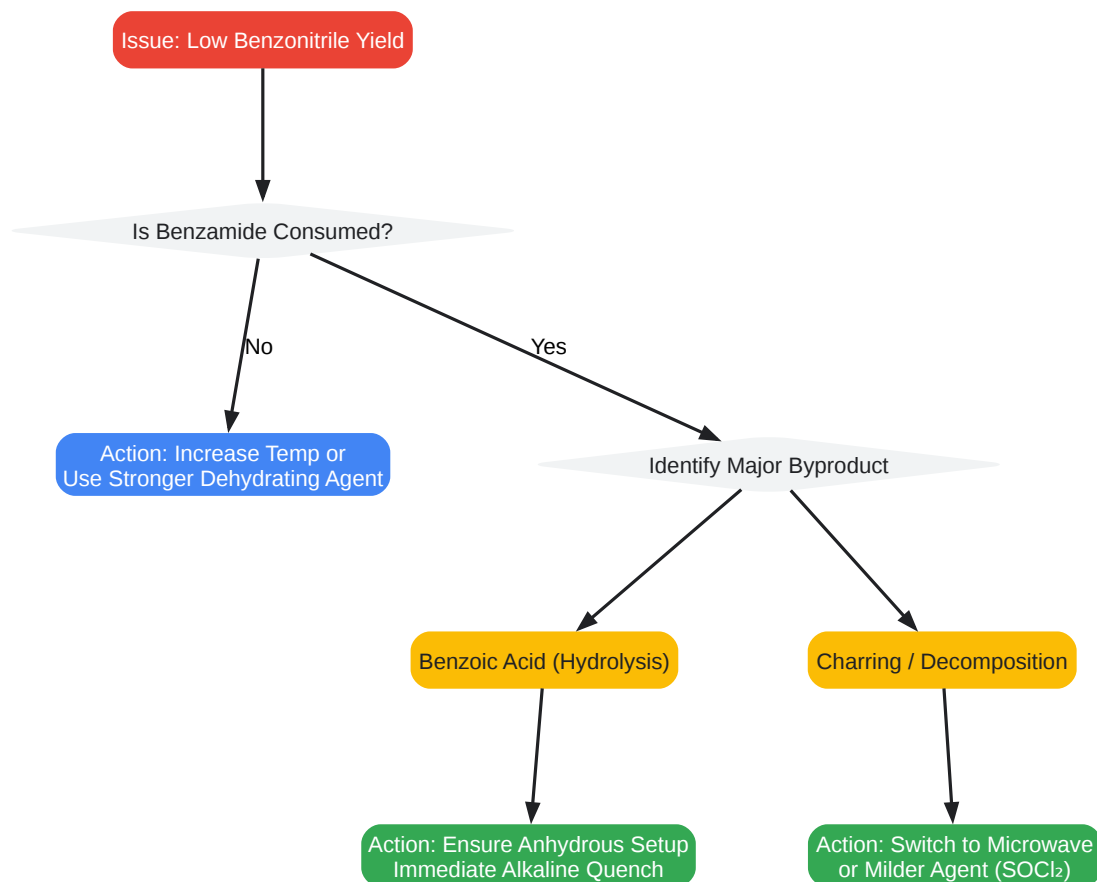 Issue: Low Benzonitrile Yield
Is Benzamide Consumed?
No
Yes
Action: Increase Temp or
Use Stronger Dehydrating Agent
Identify Major Byproduct
Benzoic Acid (Hydrolysis)
Charring / Decomposition
Action: Ensure Anhydrous Setup
Immediate Alkaline Quench
Action: Switch to Microwave
or Milder Agent (SOCl₂)